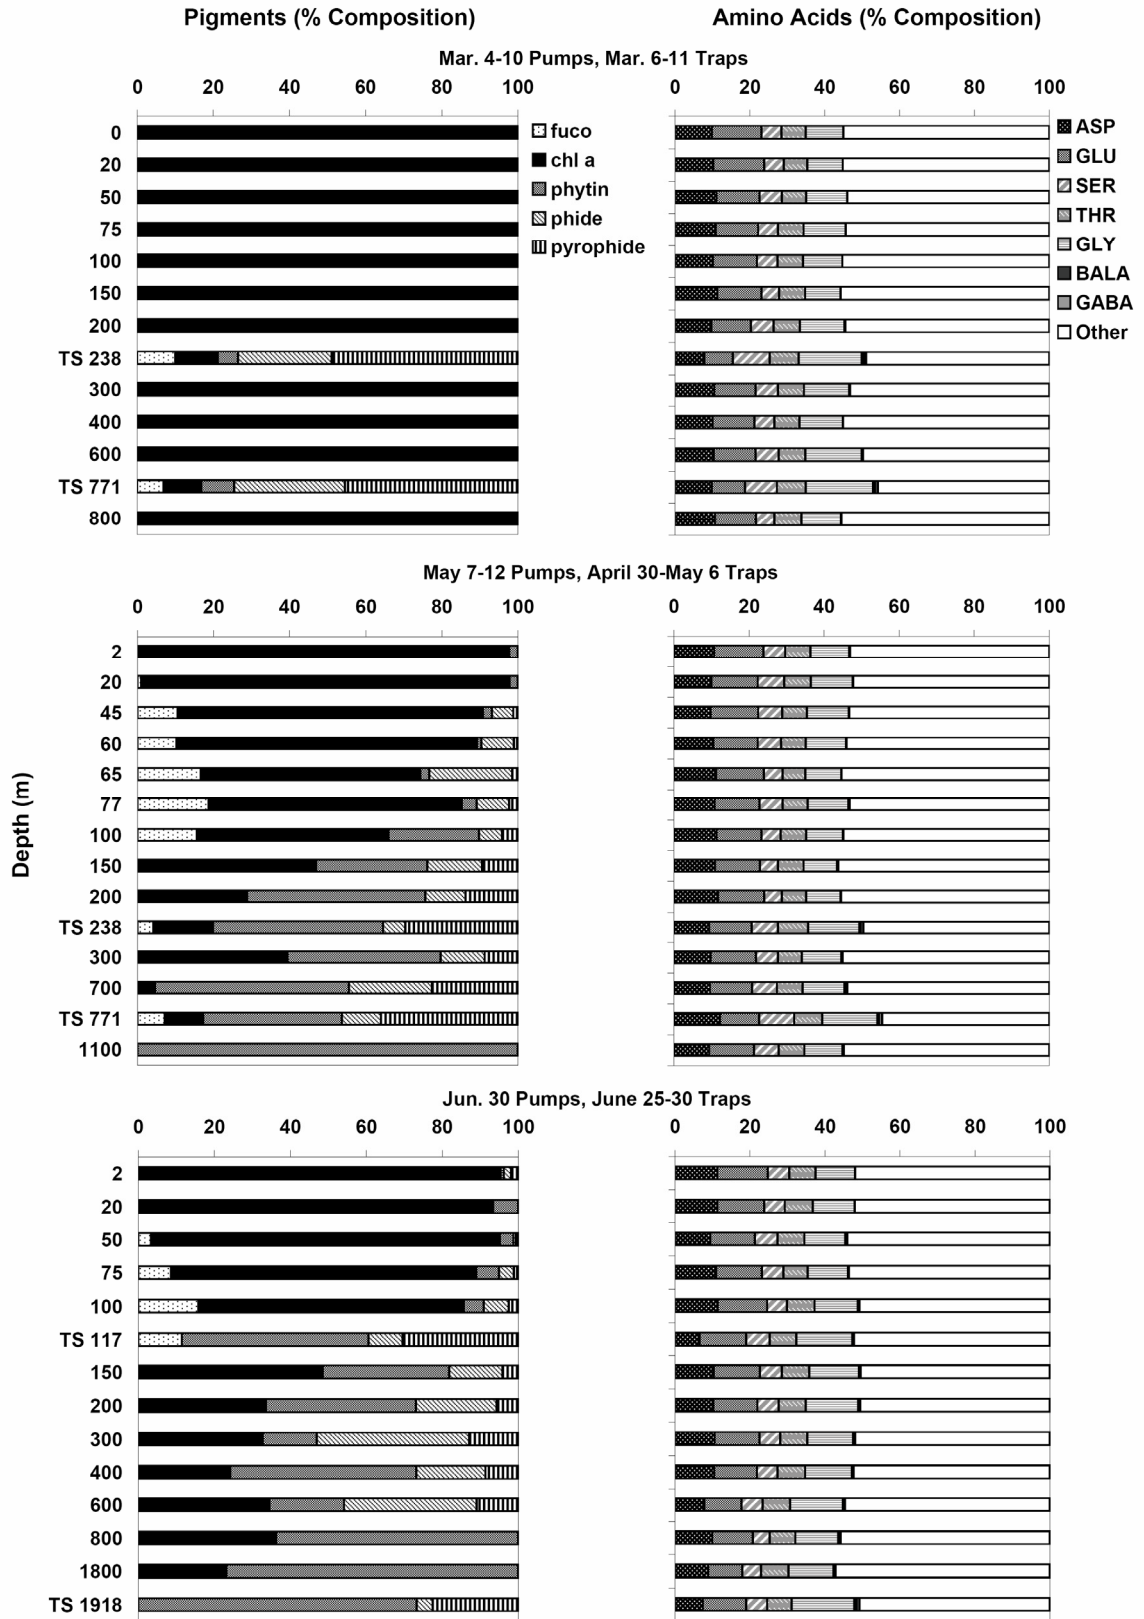 Pigments (% Composition) Amino Acids (% Composition)
Mar. 4-10 Pumps, Mar. 6-11 Traps
0 20 40 60 80 100 0 20 40 60 80 100
0
20
50
75
100
150
200
TS 238
300
400
600
TS 771
800
fuco
chl a
phytin
phide
pyrophide
ASP
GLU
SER
THR
GLY
BALA
GABA
Other
May 7-12 Pumps, April 30-May 6 Traps
0 20 40 60 80 100 0 20 40 60 80 100
2
20
45
60
65
77
100
150
200
TS 238
300
700
TS 771
1100
Depth (m)
Jun. 30 Pumps, June 25-30 Traps
0 20 40 60 80 100 0 20 40 60 80 100
2
20
50
75
100
TS 117
150
200
300
400
600
800
1800
TS 1918